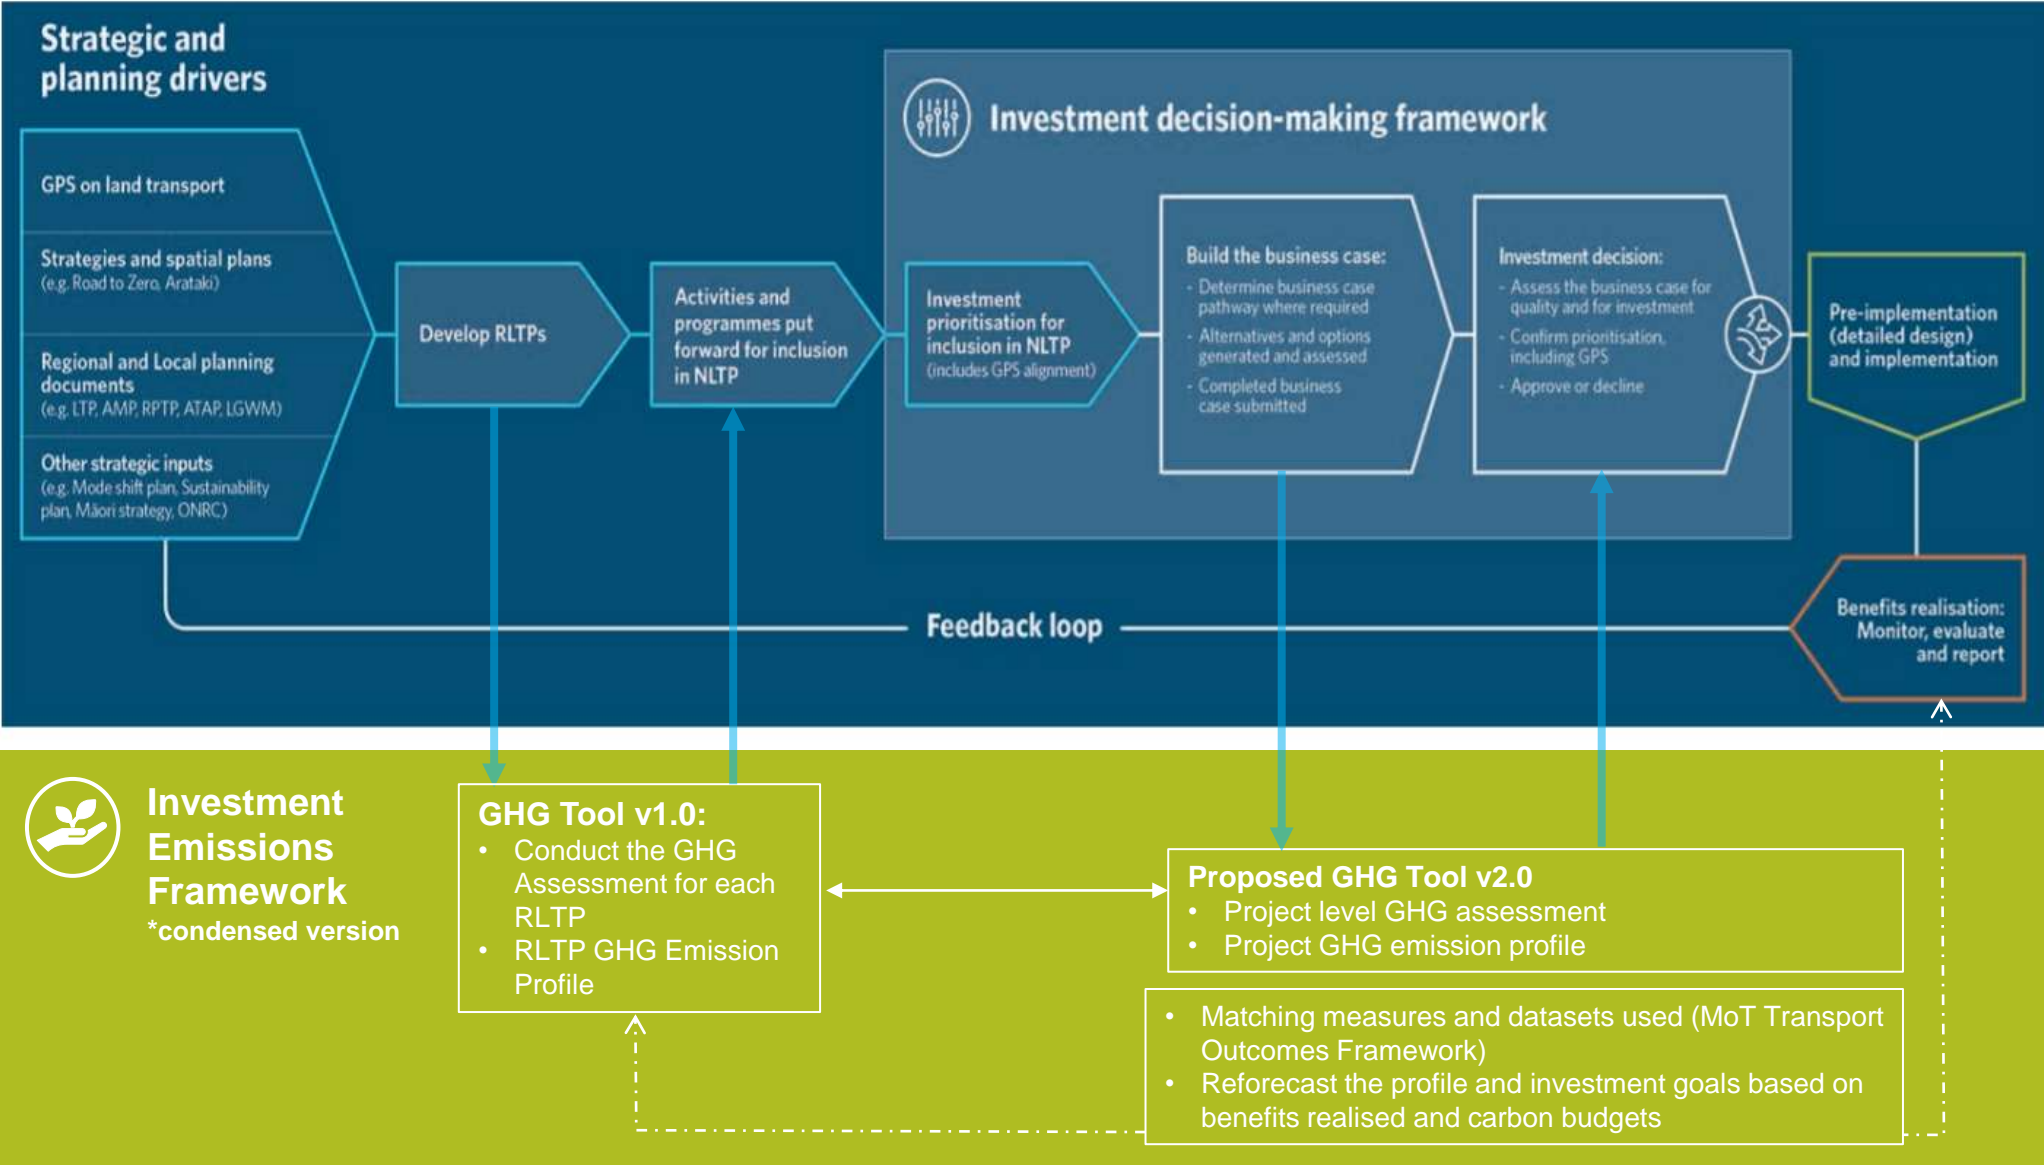 Strategic and
planning drivers
GPS on land transport
Strategies and spatial plans
(e.g. Road to Zero, Arataki)
Regional and Local planning
documents
(e.g. LTP, AMP, RPTP, ATAP, LGWM)
Other strategic inputs
(e.g. Mode shift plan, Sustainability
plan, Māori strategy, ONRC)
Develop RLTPs
Activities and
programmes put
forward for inclusion
in NLTP
Investment decision-making framework
Investment
prioritisation for
inclusion in NLTP
(includes GPS alignment)
Build the business case:
- Determine business case
pathway where required
- Alternatives and options
generated and assessed
- Completed business
case submitted
Investment decision:
- Assess the business case for
quality and for investment
- Confirm prioritisation,
including GPS
- Approve or decline
Pre-implementation
(detailed design)
and implementation
Benefits realisation:
Monitor, evaluate
and report
Feedback loop
Investment
Emissions
Framework
*condensed version
GHG Tool v1.0:
• Conduct the GHG
Assessment for each
RLTP
• RLTP GHG Emission
Profile
Proposed GHG Tool v2.0
• Project level GHG assessment
• Project GHG emission profile
• Matching measures and datasets used (MoT Transport
Outcomes Framework)
• Reforecast the profile and investment goals based on
benefits realised and carbon budgets